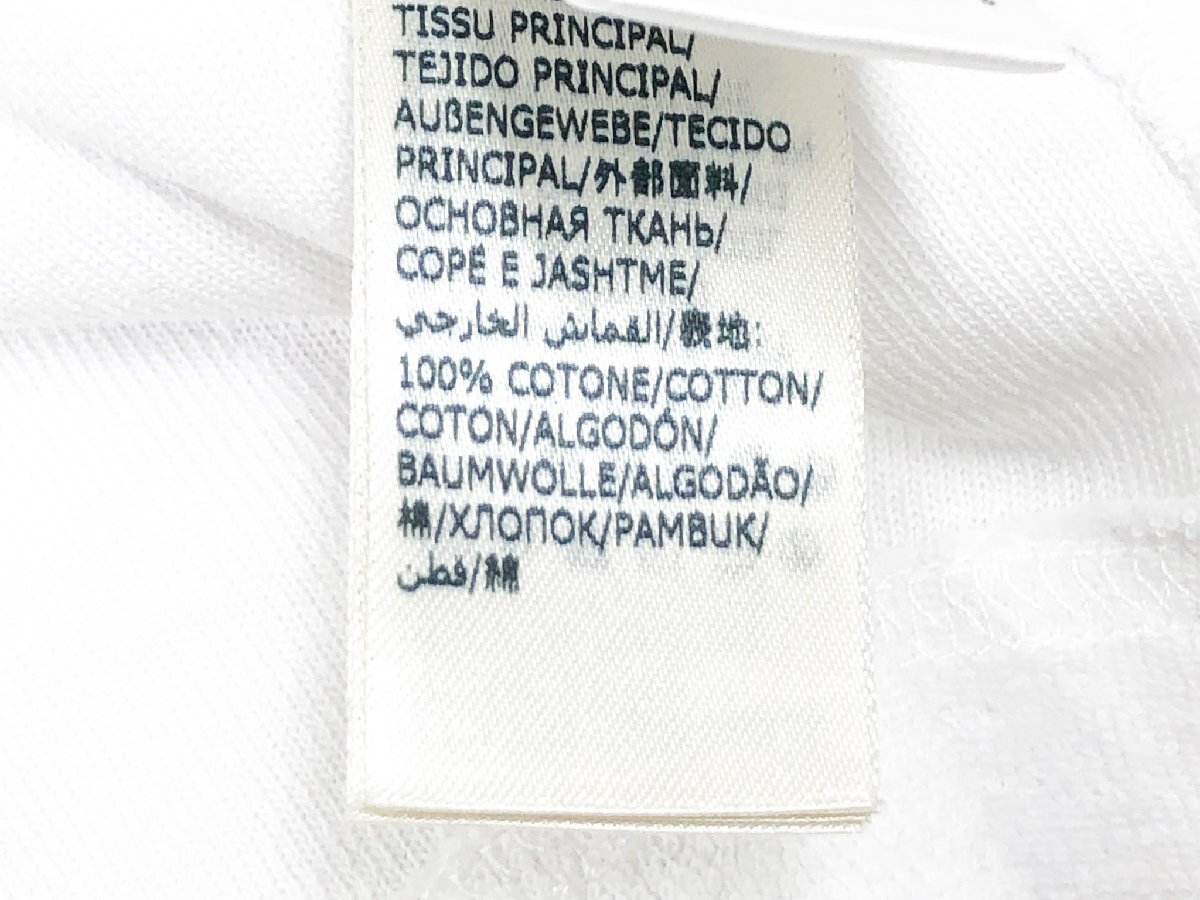 TISSU PRINCIPAL/
TEJIDO PRINCIPAL/
AUßENGEWEBE/TECIDO
PRINCIPAL/外部面料/
ОСНОВНАЯ ТКАНЬ/
COPË E JASHTME/
القماش الخارجي/表地:
100% COTONE/COTTON/
COTON/ALGODÓN/
BAUMWOLLE/ALGODÃO/
棉/ХЛОПОК/PAMBUK/
قطن/綿